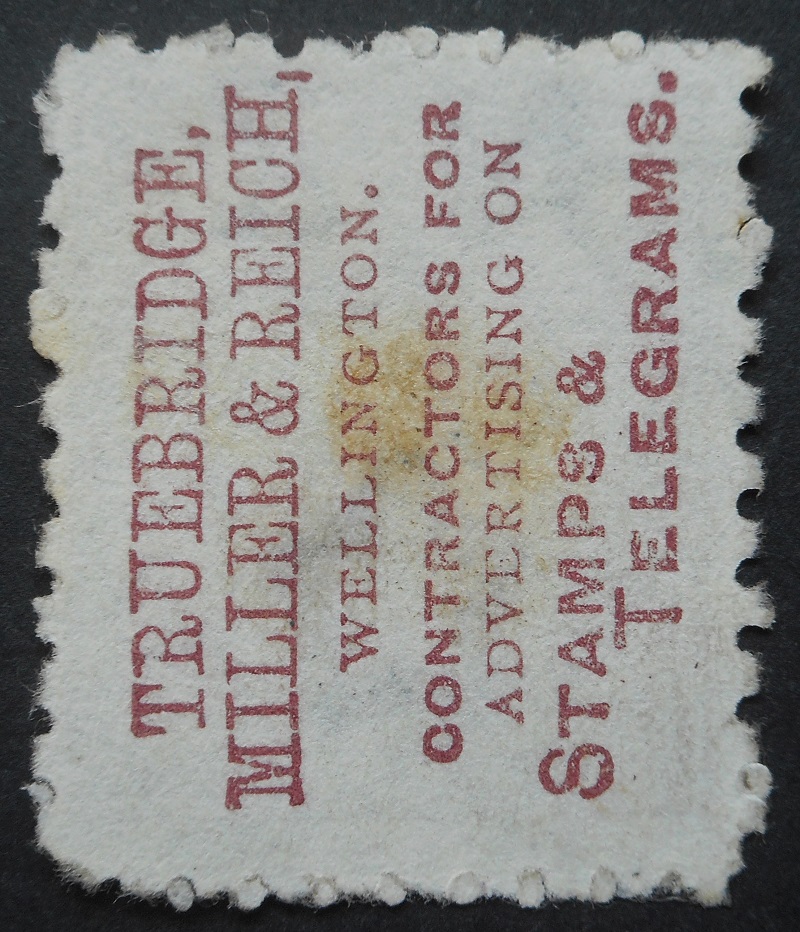 TRUEBRIDGE,
MILLER & REICH,
WELLINGTON.
CONTRACTORS FOR
ADVERTISING ON
STAMPS &
TELEGRAMS.